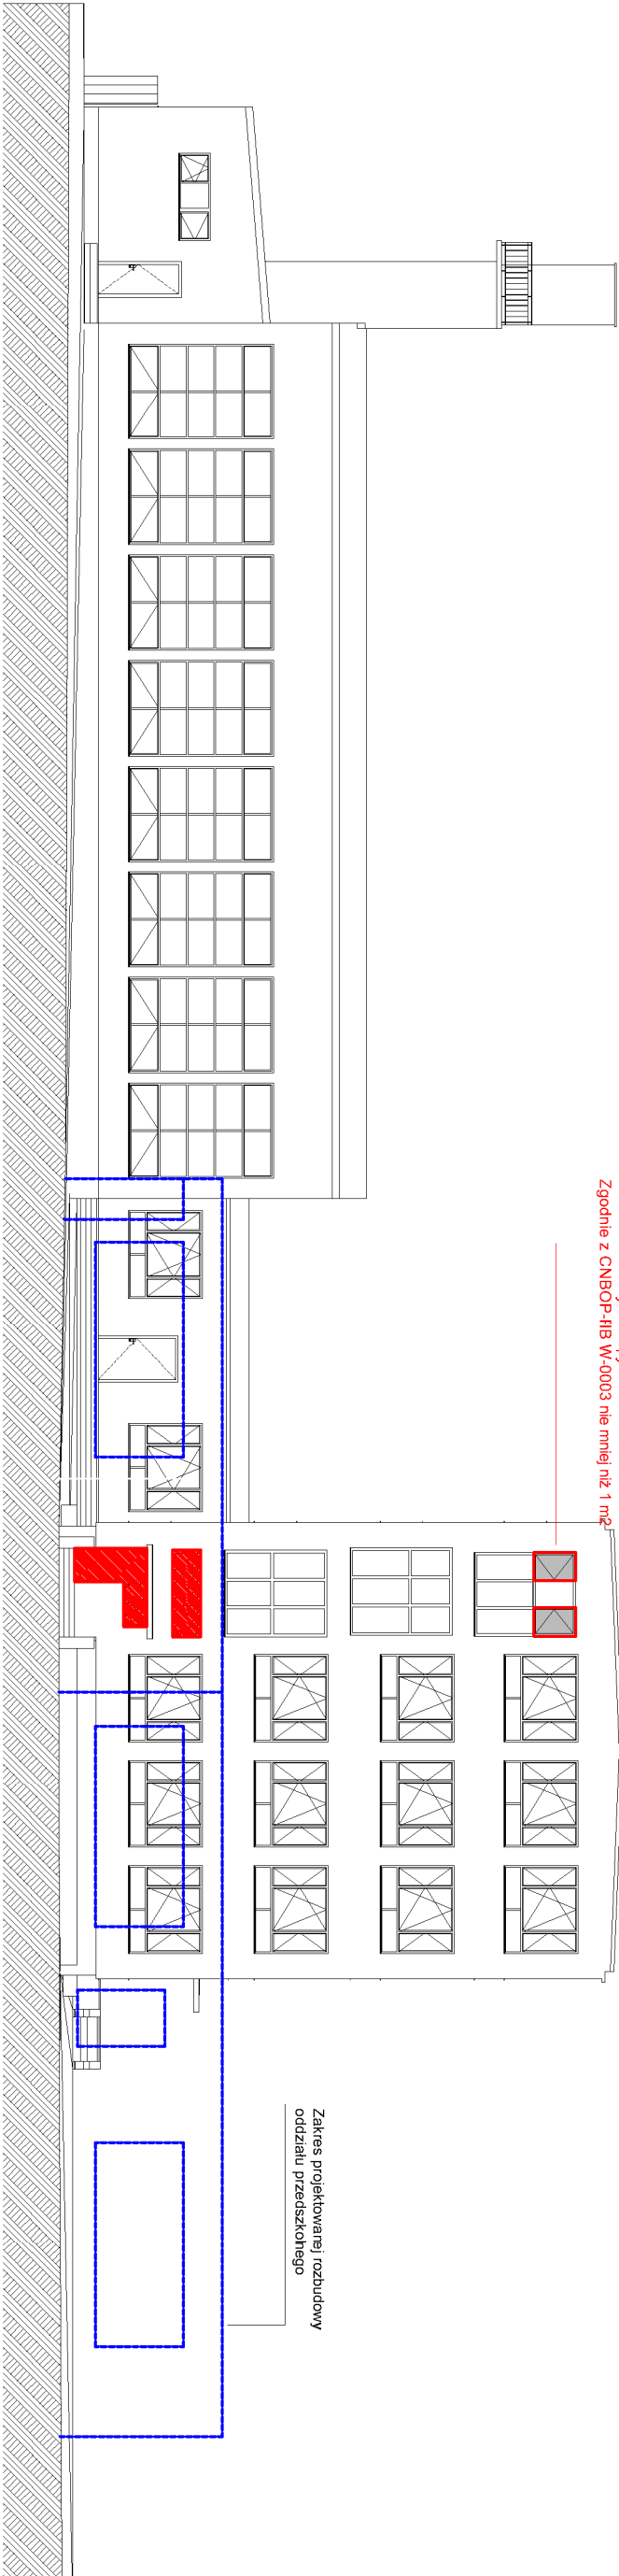 Zgodnie z CNBOP-PIB W-0003 nie mniej niż 1 m2
Zakres projektowanej rozbudowy
oddziału przedszkolnego